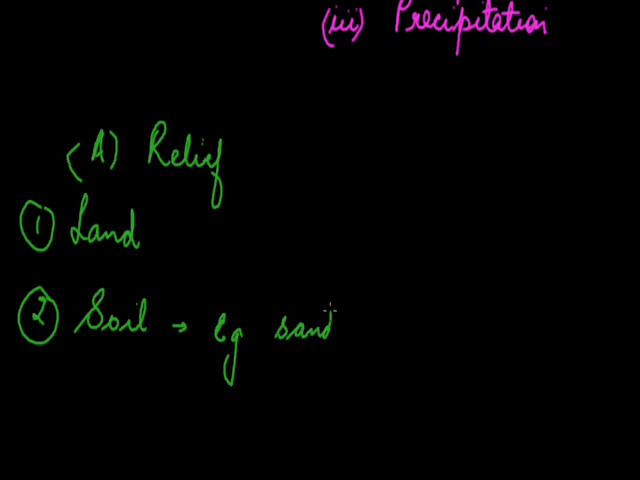 (iii) Precipitation
(A) Relief
① Land
② Soil → eg sand